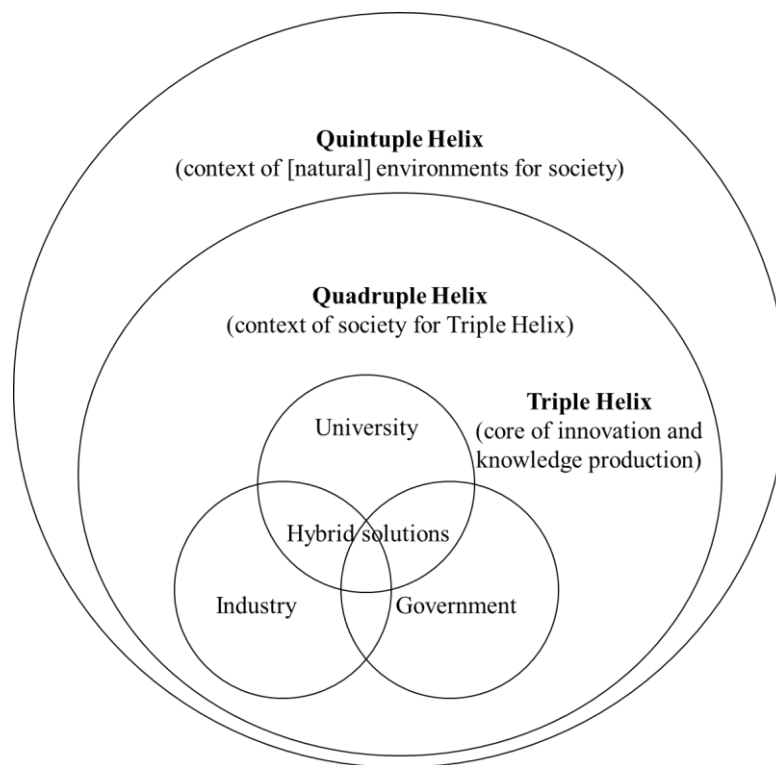 Quintuple Helix
(context of [natural] environments for society)
Quadruple Helix
(context of society for Triple Helix)
Triple Helix
(core of innovation and
knowledge production)
University
Hybrid solutions
Industry
Government